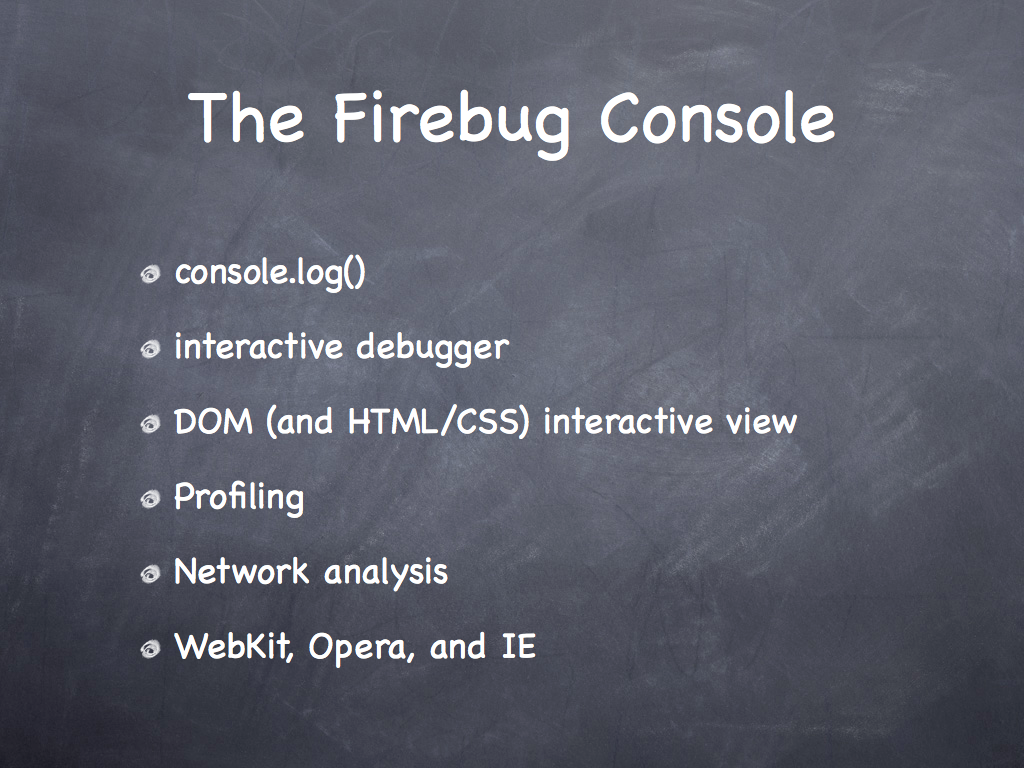 The Firebug Console
console.log()
interactive debugger
DOM (and HTML/CSS) interactive view
Profiling
Network analysis
WebKit, Opera, and IE